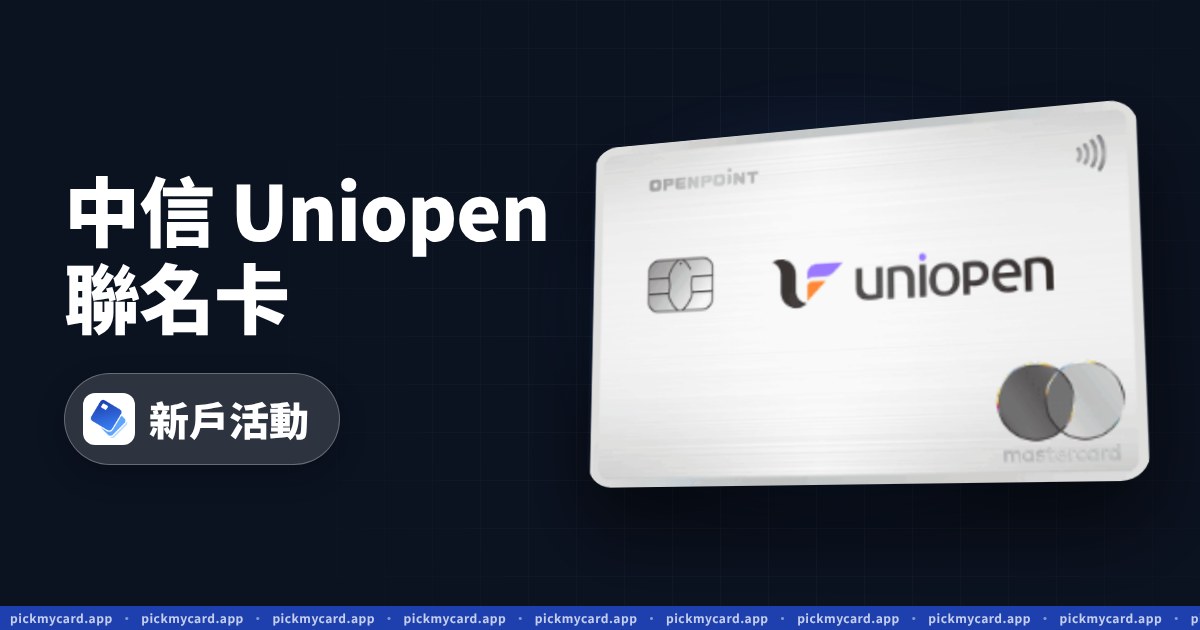 中信 Uniopen
聯名卡
新戶活動
OPENPOINT
uniopen
mastercard
pickmycard.app · pickmycard.app · pickmycard.app · pickmycard.app · pickmycard.app · pickmycard.app · pickmycard.app · pickmycard.app · pickmycard.app · p